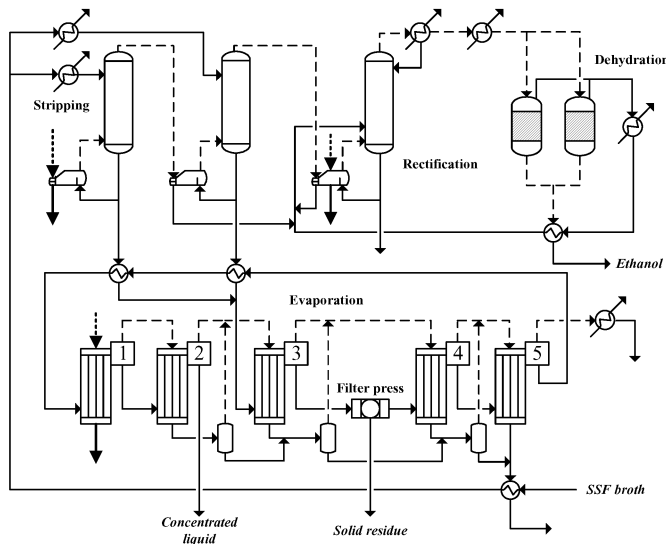 Dehydration
Stripping
Rectification
Ethanol
Evaporation
1
2
3
4
5
Filter press
SSF broth
Concentrated
liquid
Solid residue